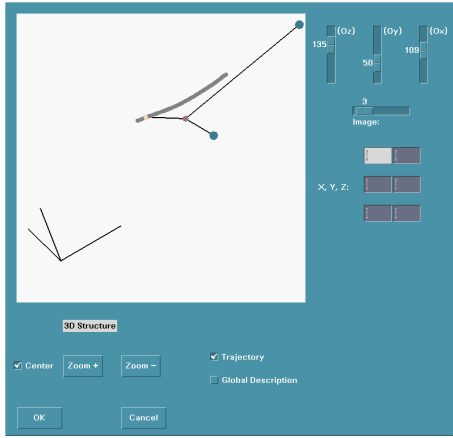 (Oz) (Oy) (Ox)
135 50 109
3
Image:
X, Y, Z:
3D Structure
Center Zoom + Zoom − Trajectory
Global Description
OK Cancel